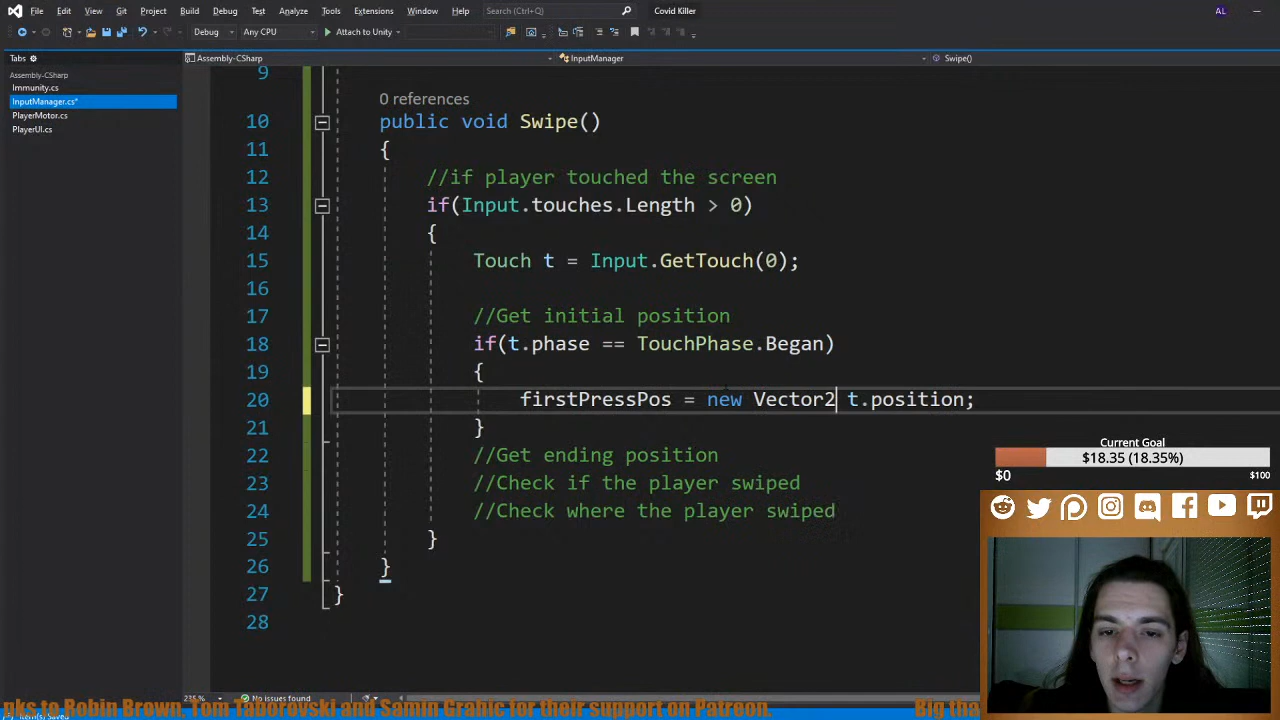 File Edit View Git Project Build Debug Test Analyze Tools Extensions Window Help Search (Ctrl+Q) Covid Killer AL
Debug Any CPU Attach to Unity
Tabs
Assembly-CSharp InputManager Swipe()
Assembly-CSharp
Immunity.cs
InputManager.cs*
PlayerMotor.cs
PlayerUI.cs
9
0 references
10 public void Swipe()
11 {
12 //if player touched the screen
13 if(Input.touches.Length > 0)
14 {
15 Touch t = Input.GetTouch(0);
16
17 //Get initial position
18 if(t.phase == TouchPhase.Began)
19 {
20 firstPressPos = new Vector2 t.position;
21 }
22 //Get ending position
23 //Check if the player swiped
24 //Check where the player swiped
25 }
26 }
27 }
28
Current Goal
$18.35 (18.35%)
$0 $100
235 % No issues found
nks to Robin Brown, Tom Taborovski and Samin Grabic for their support on Patreon. Big tha